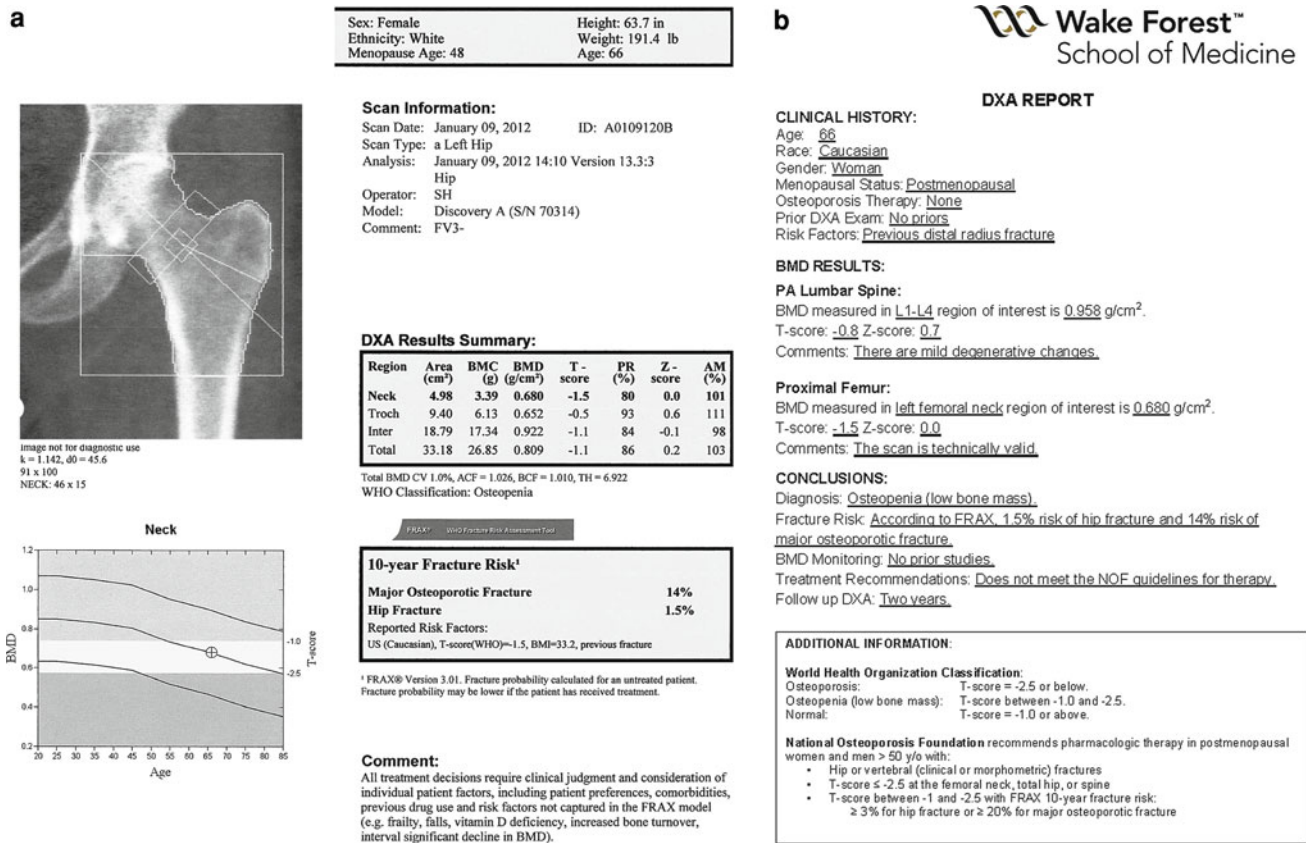 a
Sex: Female Height: 63.7 in
Ethnicity: White Weight: 191.4 lb
Menopause Age: 48 Age: 66
Scan Information:
Scan Date: January 09, 2012 ID: A0109120B
Scan Type: a Left Hip
Analysis: January 09, 2012 14:10 Version 13.3:3
Hip
Operator: SH
Model: Discovery A (S/N 70314)
Comment: FV3-
image not for diagnostic use
k = 1.142, d0 = 45.6
91 x 100
NECK: 46 x 15
DXA Results Summary:
Region Area (cm²) BMC (g) BMD (g/cm²) T - score PR (%) Z - score AM (%)
Neck 4.98 3.39 0.680 -1.5 80 0.0 101
Troch 9.40 6.13 0.652 -0.5 93 0.6 111
Inter 18.79 17.34 0.922 -1.1 84 -0.1 98
Total 33.18 26.85 0.809 -1.1 86 0.2 103
Total BMD CV 1.0%, ACF = 1.026, BCF = 1.010, TH = 6.922
WHO Classification: Osteopenia
Neck
1.2
1.0
0.8
0.6
0.4
0.2
BMD
-1.0
-2.5
T-score
20 25 30 35 40 45 50 55 60 65 70 75 80 85
Age
FRAX® WHO Fracture Risk Assessment Tool
10-year Fracture Risk¹
Major Osteoporotic Fracture 14%
Hip Fracture 1.5%
Reported Risk Factors:
US (Caucasian), T-score(WHO)=-1.5, BMI=33.2, previous fracture
¹ FRAX® Version 3.01. Fracture probability calculated for an untreated patient.
Fracture probability may be lower if the patient has received treatment.
Comment:
All treatment decisions require clinical judgment and consideration of
individual patient factors, including patient preferences, comorbidities,
previous drug use and risk factors not captured in the FRAX model
(e.g. frailty, falls, vitamin D deficiency, increased bone turnover,
interval significant decline in BMD).
b
Wake Forest™
School of Medicine
DXA REPORT
CLINICAL HISTORY:
Age: 66
Race: Caucasian
Gender: Woman
Menopausal Status: Postmenopausal
Osteoporosis Therapy: None
Prior DXA Exam: No priors
Risk Factors: Previous distal radius fracture
BMD RESULTS:
PA Lumbar Spine:
BMD measured in L1-L4 region of interest is 0.958 g/cm².
T-score: -0.8 Z-score: 0.7
Comments: There are mild degenerative changes.
Proximal Femur:
BMD measured in left femoral neck region of interest is 0.680 g/cm².
T-score: -1.5 Z-score: 0.0
Comments: The scan is technically valid.
CONCLUSIONS:
Diagnosis: Osteopenia (low bone mass).
Fracture Risk: According to FRAX, 1.5% risk of hip fracture and 14% risk of
major osteoporotic fracture.
BMD Monitoring: No prior studies.
Treatment Recommendations: Does not meet the NOF guidelines for therapy.
Follow up DXA: Two years.
ADDITIONAL INFORMATION:
World Health Organization Classification:
Osteoporosis: T-score = -2.5 or below.
Osteopenia (low bone mass): T-score between -1.0 and -2.5.
Normal: T-score = -1.0 or above.
National Osteoporosis Foundation recommends pharmacologic therapy in postmenopausal
women and men > 50 y/o with:
• Hip or vertebral (clinical or morphometric) fractures
• T-score ≤ -2.5 at the femoral neck, total hip, or spine
• T-score between -1 and -2.5 with FRAX 10-year fracture risk:
≥ 3% for hip fracture or ≥ 20% for major osteoporotic fracture